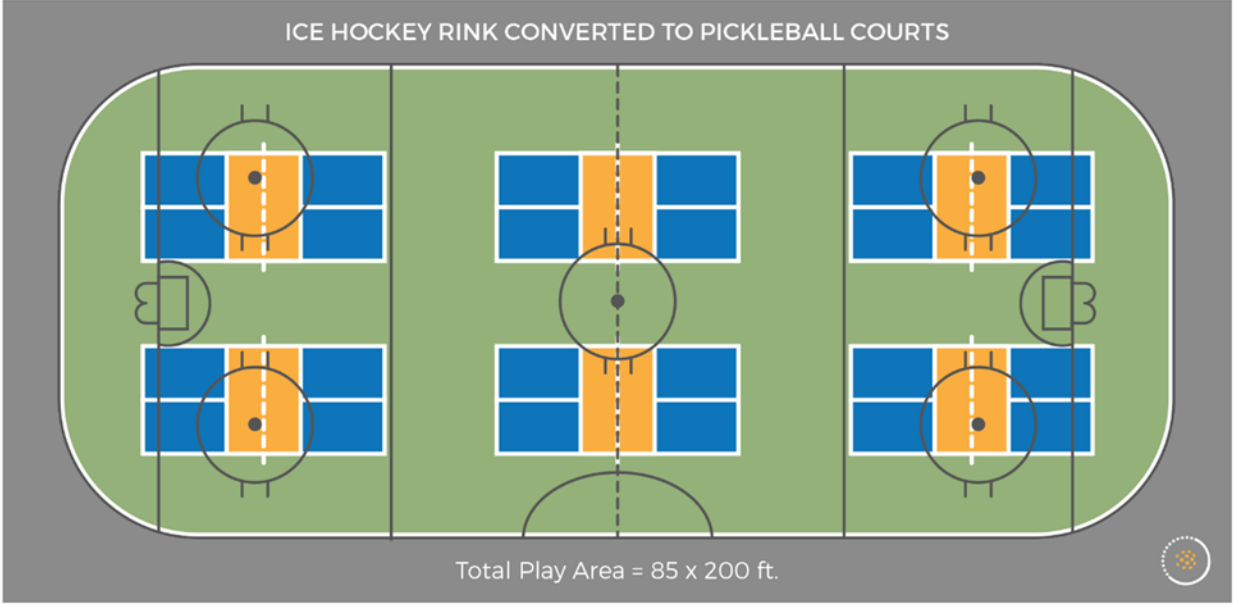 ICE HOCKEY RINK CONVERTED TO PICKLEBALL COURTS
Total Play Area = 85 x 200 ft.